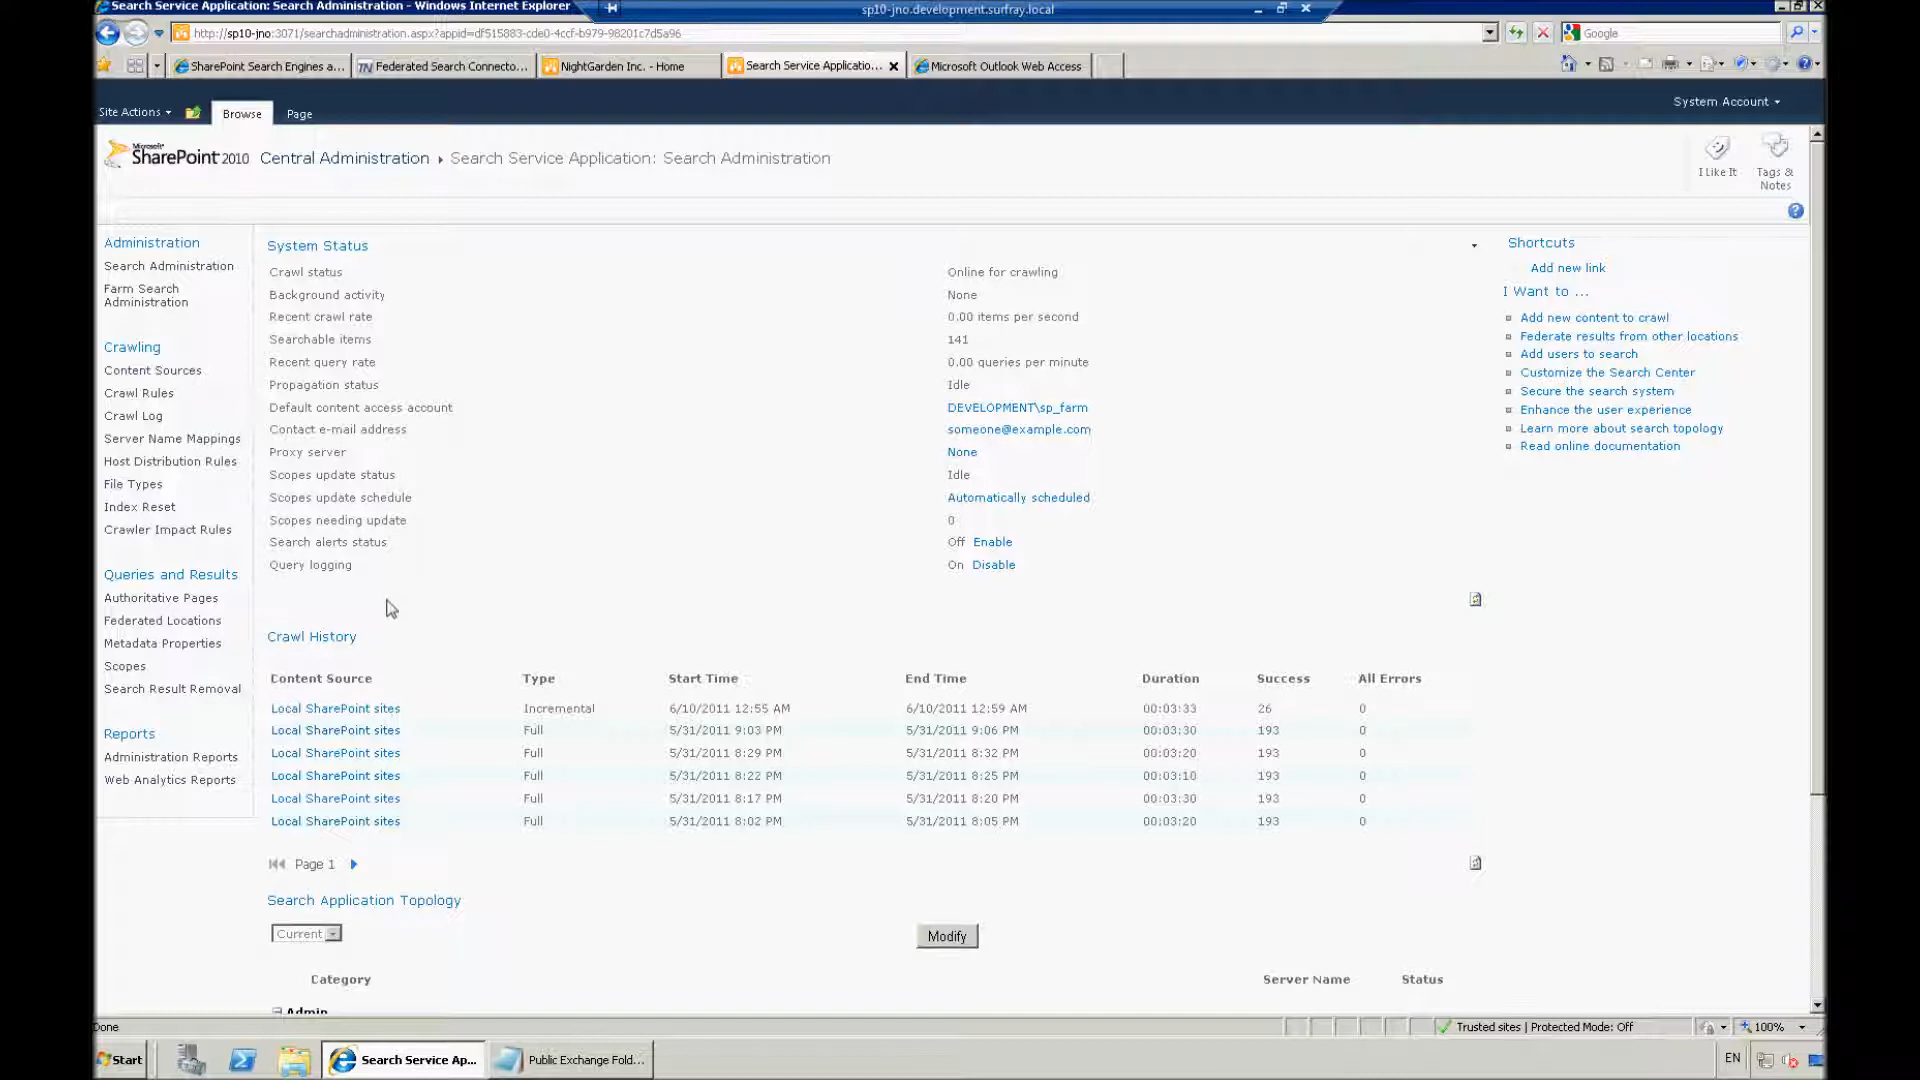 Search Service Application: Search Administration - Windows Internet Explorer
sp10-jno.development.surfray.local
http://sp10-jno:3071/searchadministration.aspx?appid=df515883-cde0-4ccf-b979-98201c7d5a96
Google
SharePoint Search Engines a...
Federated Search Connecto...
NightGarden Inc. - Home
Search Service Applicatio...
Microsoft Outlook Web Access
Site Actions
Browse
Page
System Account
Microsoft
SharePoint 2010
Central Administration
Search Service Application: Search Administration
I Like It
Tags &
Notes
Administration
Search Administration
Farm Search
Administration
Crawling
Content Sources
Crawl Rules
Crawl Log
Server Name Mappings
Host Distribution Rules
File Types
Index Reset
Crawler Impact Rules
Queries and Results
Authoritative Pages
Federated Locations
Metadata Properties
Scopes
Search Result Removal
Reports
Administration Reports
Web Analytics Reports
System Status
Crawl status Online for crawling
Background activity None
Recent crawl rate 0.00 items per second
Searchable items 141
Recent query rate 0.00 queries per minute
Propagation status Idle
Default content access account DEVELOPMENT\sp_farm
Contact e-mail address someone@example.com
Proxy server None
Scopes update status Idle
Scopes update schedule Automatically scheduled
Scopes needing update 0
Search alerts status Off Enable
Query logging On Disable
Crawl History
Content Source Type Start Time End Time Duration Success All Errors
Local SharePoint sites Incremental 6/10/2011 12:55 AM 6/10/2011 12:59 AM 00:03:33 26 0
Local SharePoint sites Full 5/31/2011 9:03 PM 5/31/2011 9:06 PM 00:03:30 193 0
Local SharePoint sites Full 5/31/2011 8:29 PM 5/31/2011 8:32 PM 00:03:20 193 0
Local SharePoint sites Full 5/31/2011 8:22 PM 5/31/2011 8:25 PM 00:03:10 193 0
Local SharePoint sites Full 5/31/2011 8:17 PM 5/31/2011 8:20 PM 00:03:30 193 0
Local SharePoint sites Full 5/31/2011 8:02 PM 5/31/2011 8:05 PM 00:03:20 193 0
Page 1
Search Application Topology
Current
Modify
Category Server Name Status
Admin
Shortcuts
Add new link
I Want to ...
Add new content to crawl
Federate results from other locations
Add users to search
Customize the Search Center
Secure the search system
Enhance the user experience
Learn more about search topology
Read online documentation
Done
Trusted sites | Protected Mode: Off
100%
Start
Search Service Ap...
Public Exchange Fold...
EN